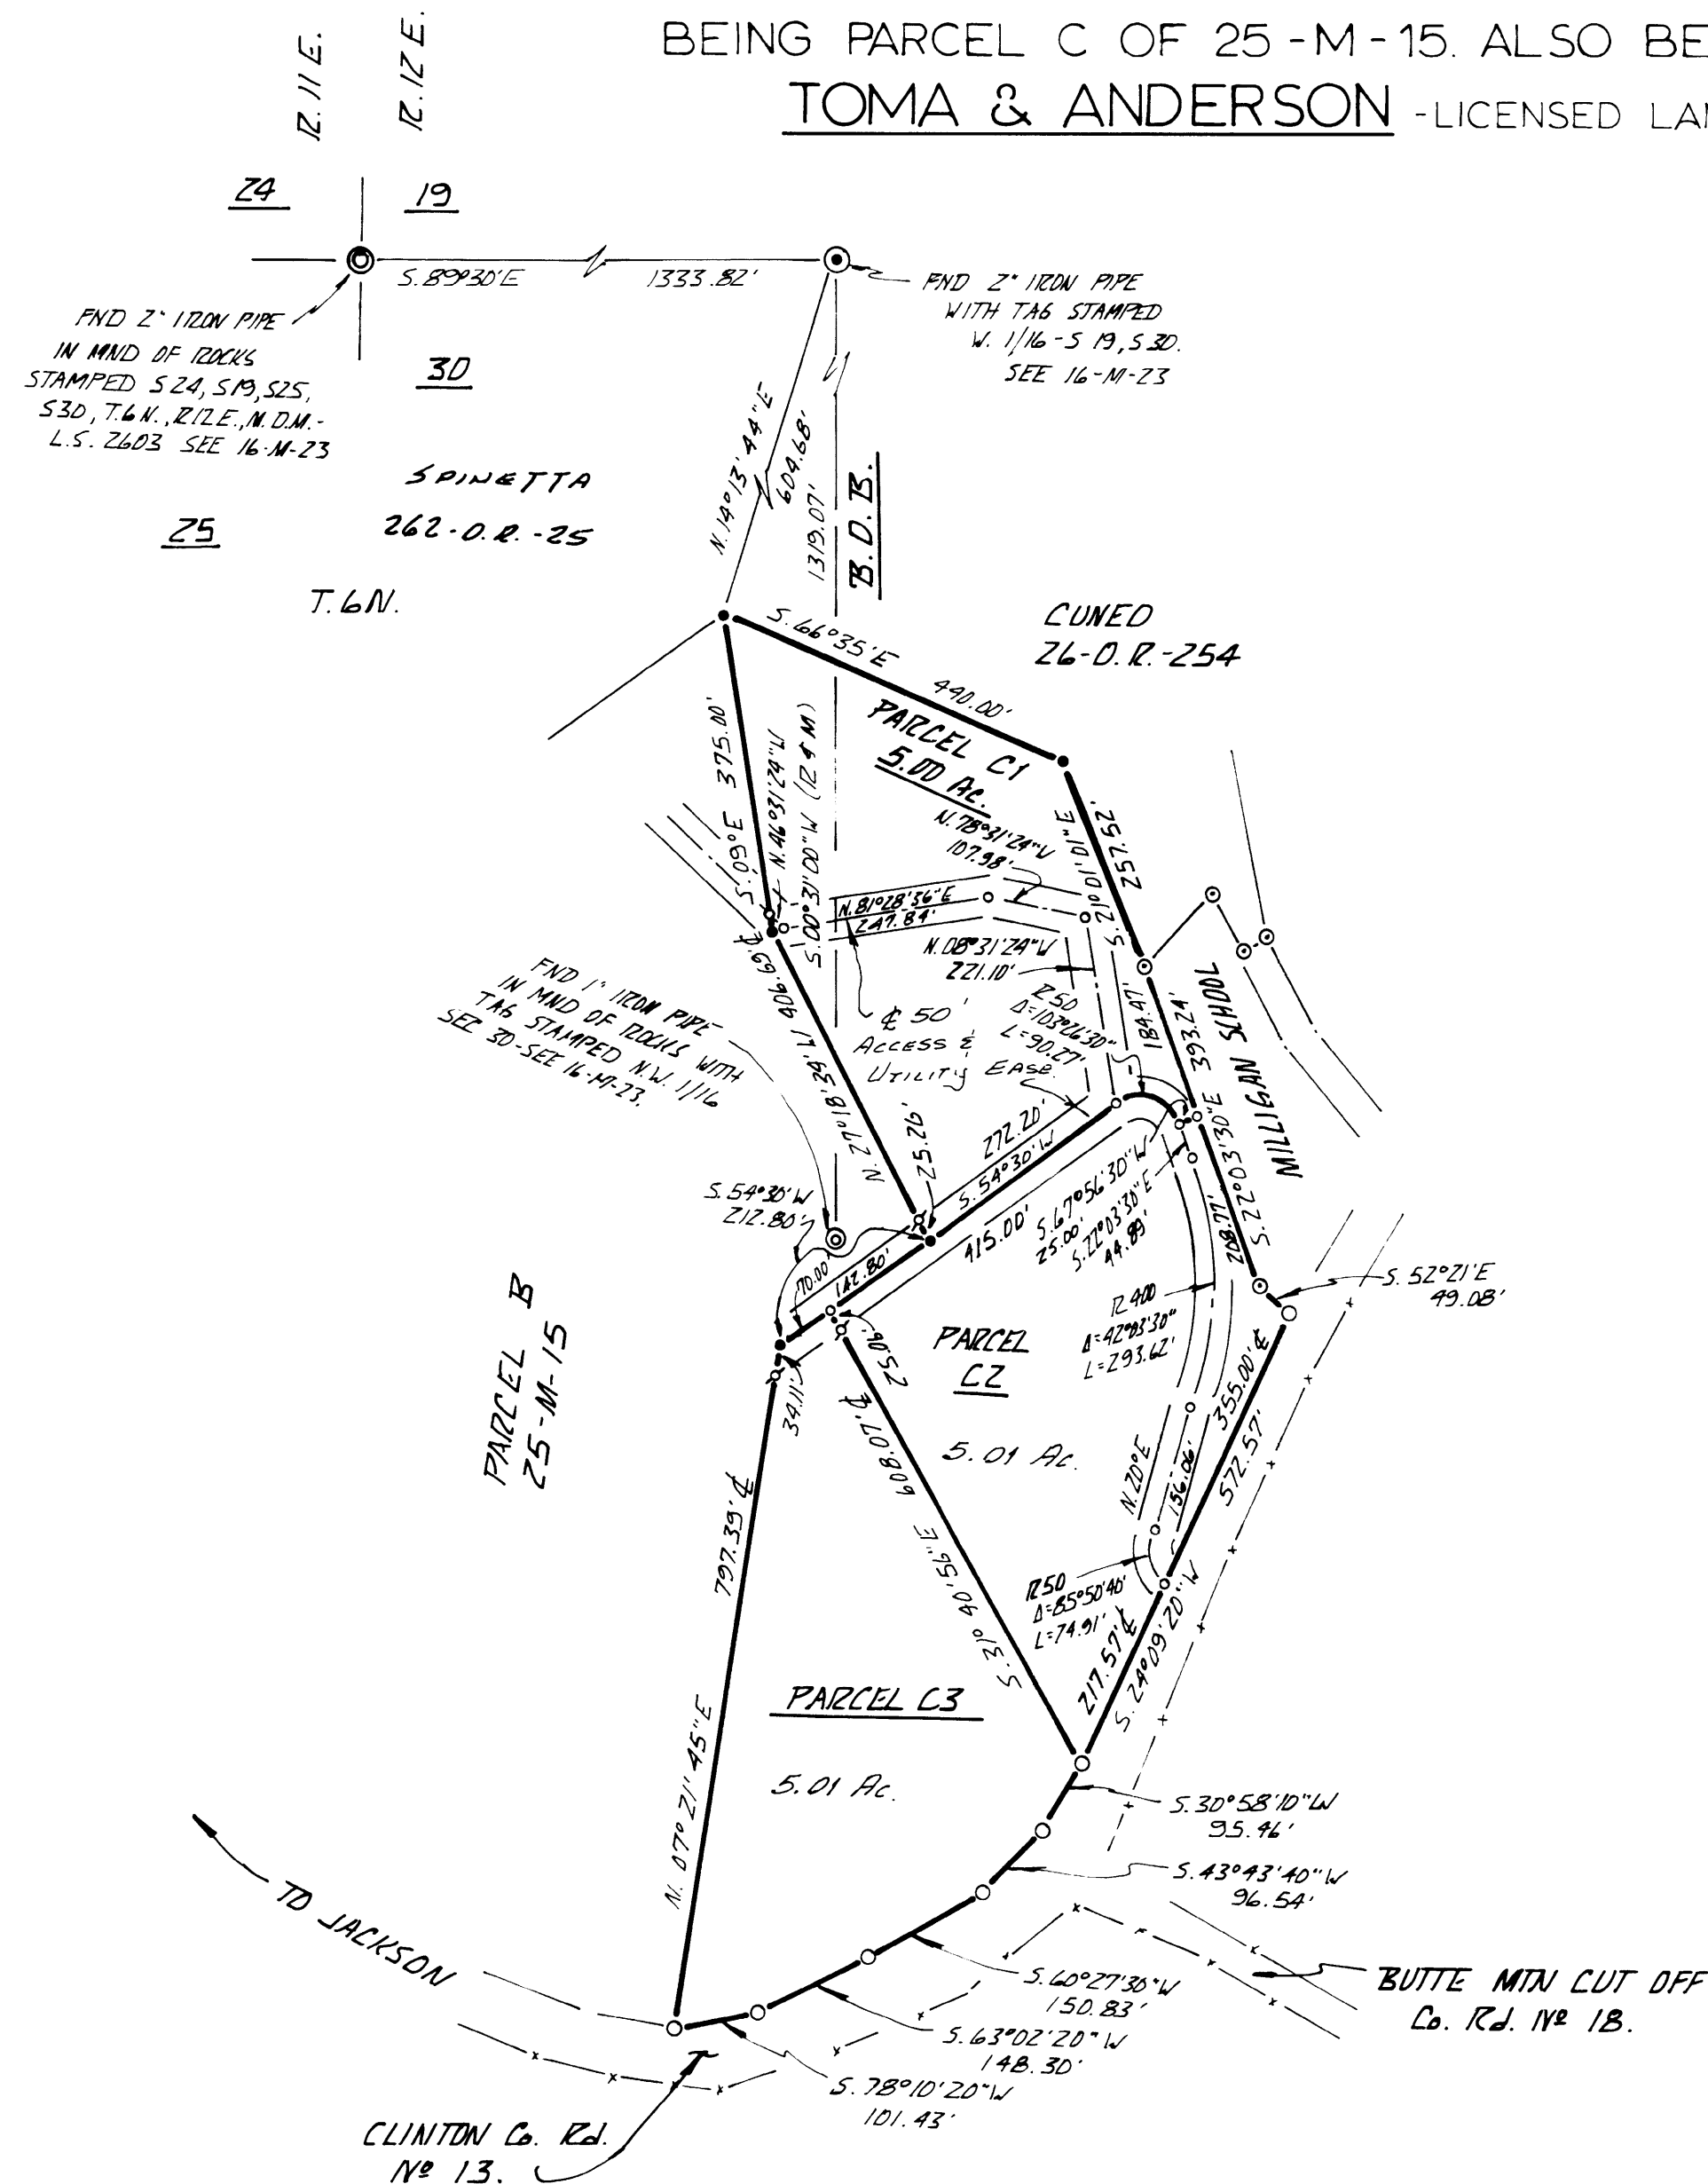 BEING PARCEL C OF 25-M-15. ALSO BE
TOMA & ANDERSON -LICENSED LAN
R. 11 E.
R. 12 E.
24
19
S. 89°30' E
1333.82'
FND 2" IRON PIPE
IN MND OF ROCKS
STAMPED S24, S19, S25,
S30, T.6N., R12E., M.D.M.-
L.S. 2603 SEE 16-M-23
FND 2" IRON PIPE
WITH TAG STAMPED
W. 1/16 - S 19, S 30.
SEE 16-M-23
30
SPINETTA
262-O.R.-25
25
T. 6N.
N. 14°13'44" E
604.68'
1319.07'
B.D.B.
CUNEO
26-O.R.-254
S. 66°35' E
440.00'
PARCEL C1
5.00 Ac.
S. 09° E 375.00'
N. 46°31'24" W
S. 00°31'00" W (R & M)
N. 78°31'24" W
107.98'
S. 21°01'01" E
257.52'
N. 81°28'36" E
247.84'
N. 08°31'24" W
221.10'
R 50
Δ=103°26'30"
L=90.27'
℄ 50'
ACCESS &
UTILITY EASE.
184.47'
S. 22°03'30" E 393.24'
MILLIGAN SCHOOL
FND 1" IRON PIPE
IN MND OF ROCKS WITH
TAG STAMPED N.W. 1/16
SEC 30-SEE 16-M-23.
N. 27°18'39" W 406.69' ℄
25.26'
272.20'
S. 54°30' W
415.00'
S. 67°56'30" W
25.00'
S. 22°03'30" E
44.89'
208.77'
S. 54°30' W
212.80'
70.00'
142.80'
S. 52°21' E
49.08'
R 400
Δ=42°03'30"
L=293.62'
PARCEL
C2
5.01 Ac.
25.06'
34.11'
355.00' ℄
572.57'
PARCEL B
25-M-15
797.39' ℄
N. 07°21'45" E
608.07' ℄
S. 31°40'56" E
N. 20° E
156.06'
R 50
Δ=85°50'40"
L=74.91'
217.57' ℄
S. 24°09'20" W
PARCEL C3
5.01 Ac.
S. 30°58'10" W
95.46'
S. 43°43'40" W
96.54'
TO JACKSON
S. 60°27'30" W
150.83'
S. 63°02'20" W
148.30'
S. 78°10'20" W
101.43'
BUTTE MTN CUT OFF
Co. Rd. Nº 18.
CLINTON Co. Rd.
Nº 13.